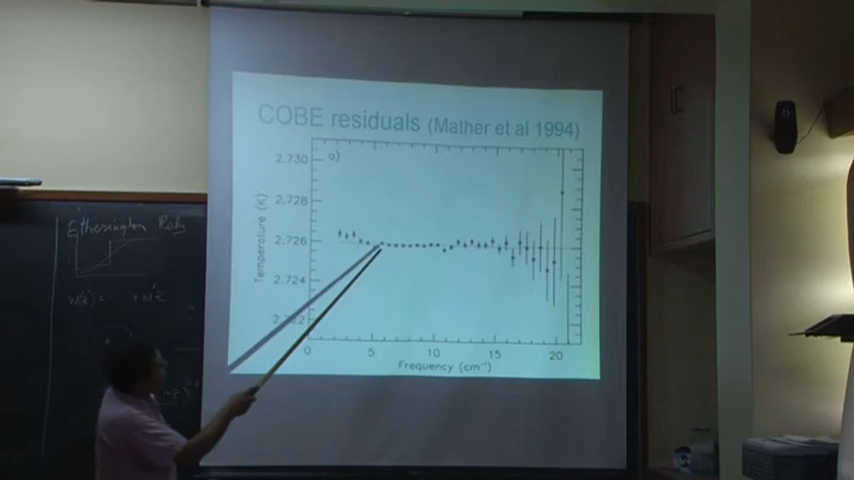 COBE residuals (Mather et al 1994)
a)
2.730
2.728
2.726
2.724
Temperature (K)
0 5 10 15 20
Frequency (cm⁻¹)
Etherington Reln